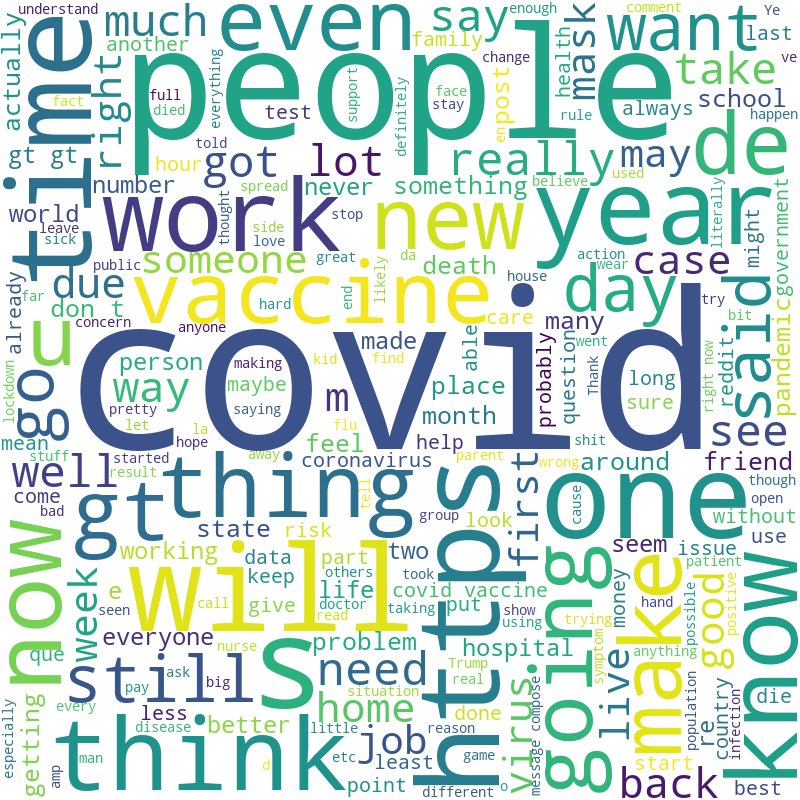 understand
much
even
say
want
enough
comment
Ye
last
ve
actually
time
another
right
people
family
mask
health
take
full
died
everything
support
definitely
face
stay
change
en
post
rule
always
school
happen
fact
gt gt
hour
test
told
got
lot
really
may
de
number
spread
never
something
believe
used
world
leave
sick
work
thought
side
love
stop
new
year
literally
might
government
public
someone
great
da
likely
death
house
action
wear
case
due
don t
far
already
concern
anyone
vaccine
hard
end
care
day
said
try
bit
pandemic
reddit
u
go
covid
made
able
many
went
probably
question
Thank
long
sure
right now
person
making
kid
find
way
maybe
m
place
month
pretty
saying
let
la
flu
feel
help
shit
see
lockdown
mean
stuff
hope
started
result
away
tell
coronavirus
parent
wrong
around
friend
though
open
well
come
bad
gt
thing
https
first
cause
one
without
use
state
risk
group
look
seem
issue
patient
now
week
working
data
keep
part
others
two
took
e
will
give
life
doctor
taking
covid vaccine
put
show
using
going
trying
money
hand
possible
positive
good
know
seen
call
read
everyone
nurse
s
problem
hospital
symptom
live
make
anything
que
still
ask
pay
big
situation
need
Trump
real
virus
message compose
population
re
country
infection
die
especially
getting
every
less
better
home
little
reason
done
disease
man
amp
think
d
etc
job
least
point
game
different
o
start
back
best